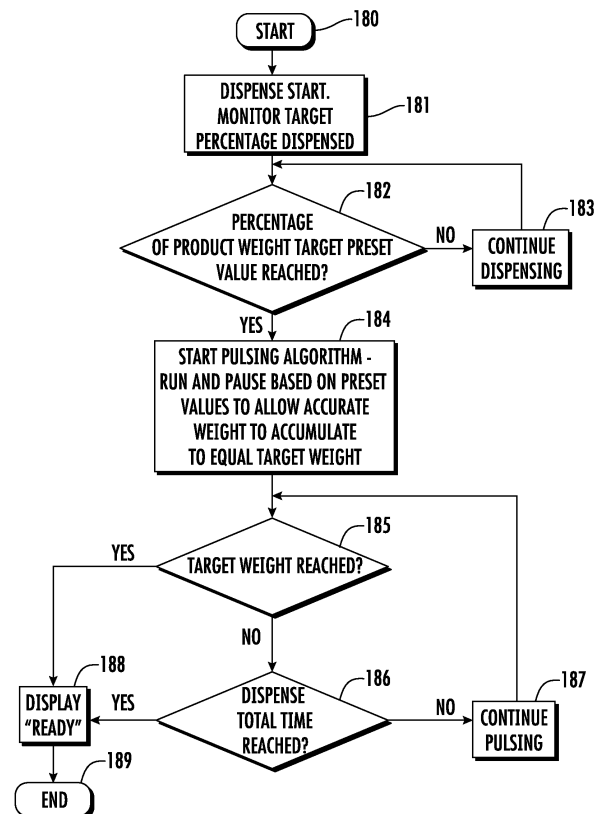 START
180
DISPENSE START.
MONITOR TARGET
PERCENTAGE DISPENSED
181
182
PERCENTAGE
OF PRODUCT WEIGHT TARGET PRESET
VALUE REACHED?
NO
183
CONTINUE
DISPENSING
YES
184
START PULSING ALGORITHM -
RUN AND PAUSE BASED ON PRESET
VALUES TO ALLOW ACCURATE
WEIGHT TO ACCUMULATE
TO EQUAL TARGET WEIGHT
185
YES
TARGET WEIGHT REACHED?
NO
188
DISPLAY
“READY”
YES
186
DISPENSE
TOTAL TIME
REACHED?
NO
187
CONTINUE
PULSING
189
END